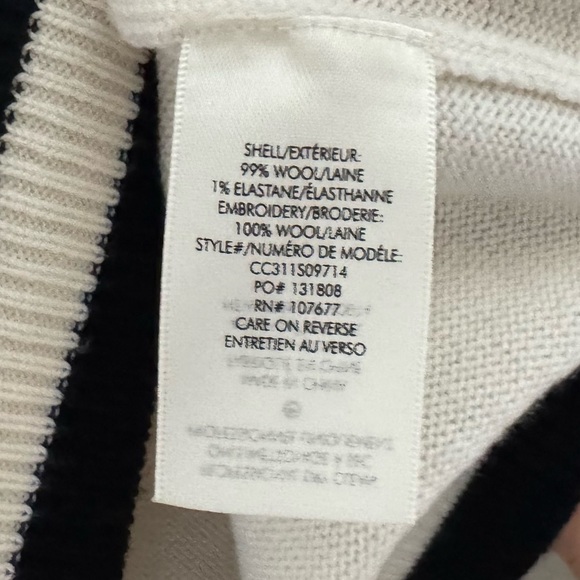 SHELL/EXTÉRIEUR:
99% WOOL/LAINE
1% ELASTANE/ÉLASTHANNE
EMBROIDERY/BRODERIE:
100% WOOL/LAINE
STYLE#/NUMÉRO DE MODÈLE:
CC311S09714
PO# 131808
RN# 107677
CARE ON REVERSE
ENTRETIEN AU VERSO